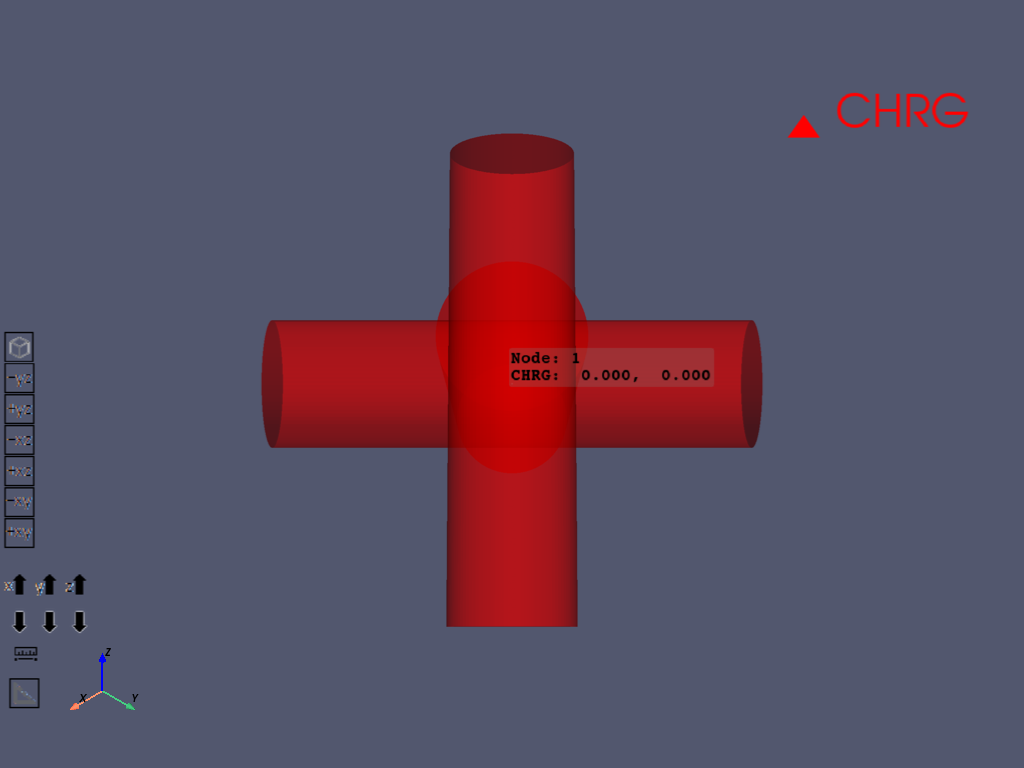 CHRG
Node: 1
CHRG: 0.000, 0.000
-yz
+yz
-xz
+xz
-xy
+xy
x y z
Z
X Y